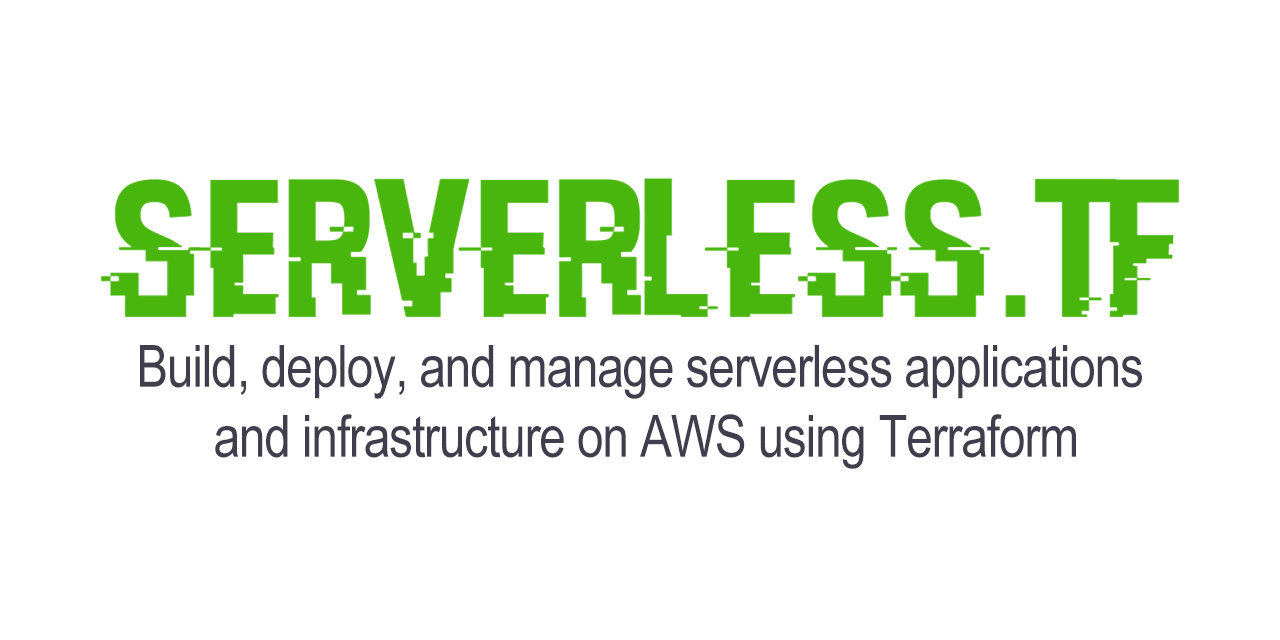 SERVERLESS.TF
Build, deploy, and manage serverless applications
and infrastructure on AWS using Terraform